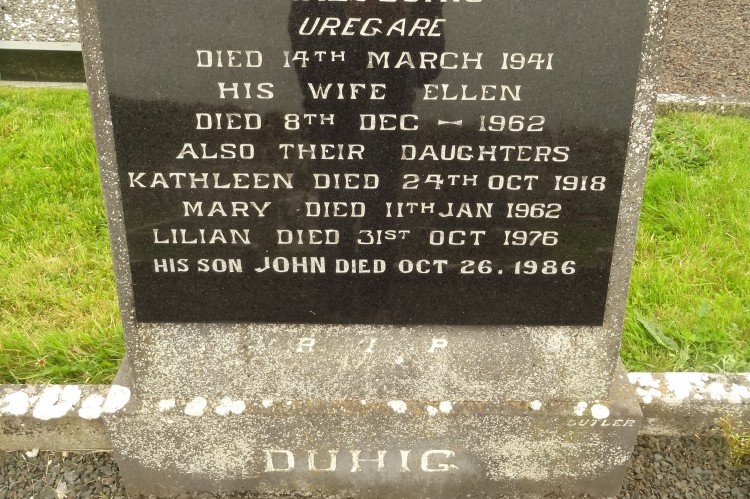 UREGARE
DIED 14TH MARCH 1941
HIS WIFE ELLEN
DIED 8TH DEC – 1962
ALSO THEIR DAUGHTERS
KATHLEEN DIED 24TH OCT 1918
MARY DIED 11TH JAN 1962
LILIAN DIED 31ST OCT 1976
HIS SON JOHN DIED OCT 26. 1986
R I P
BUTLER
DUHIG